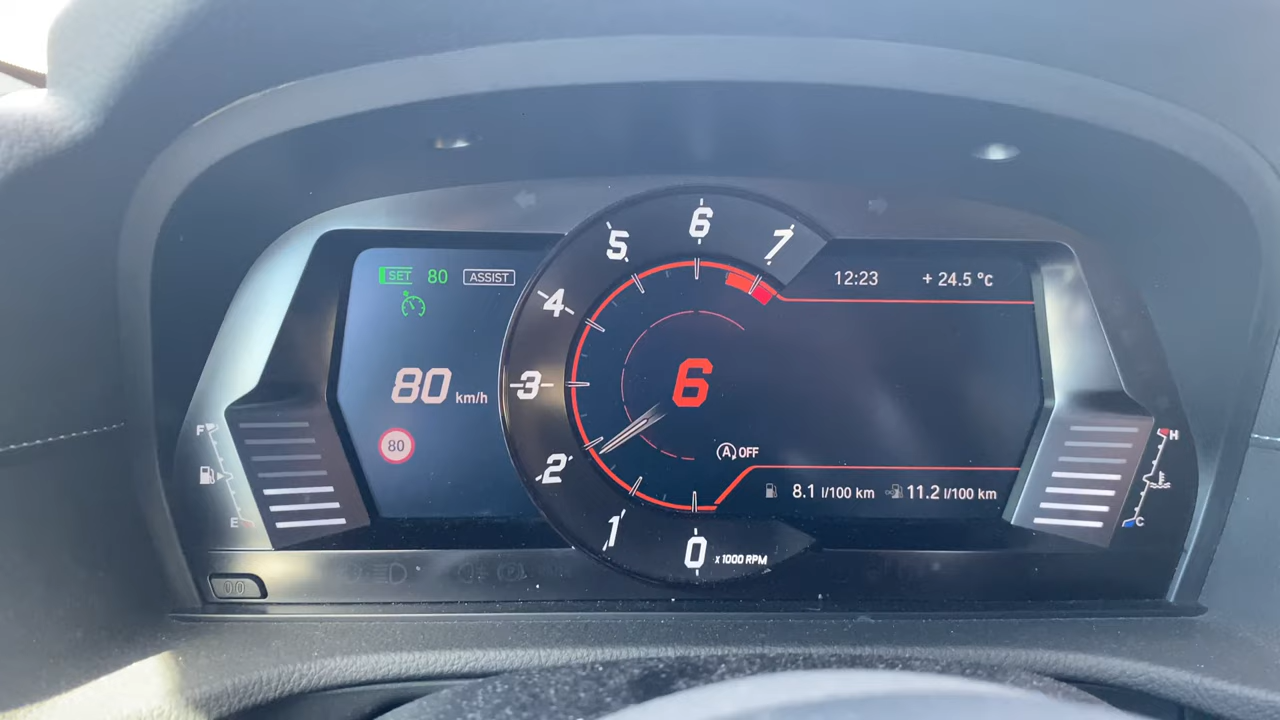 SET 80 ASSIST
80 km/h
80
F
E
0
1
2
3
4
5
6
7
x 1000 RPM
6
12:23 + 24.5 °C
A OFF
8.1 l/100 km 11.2 l/100 km
H
C
00